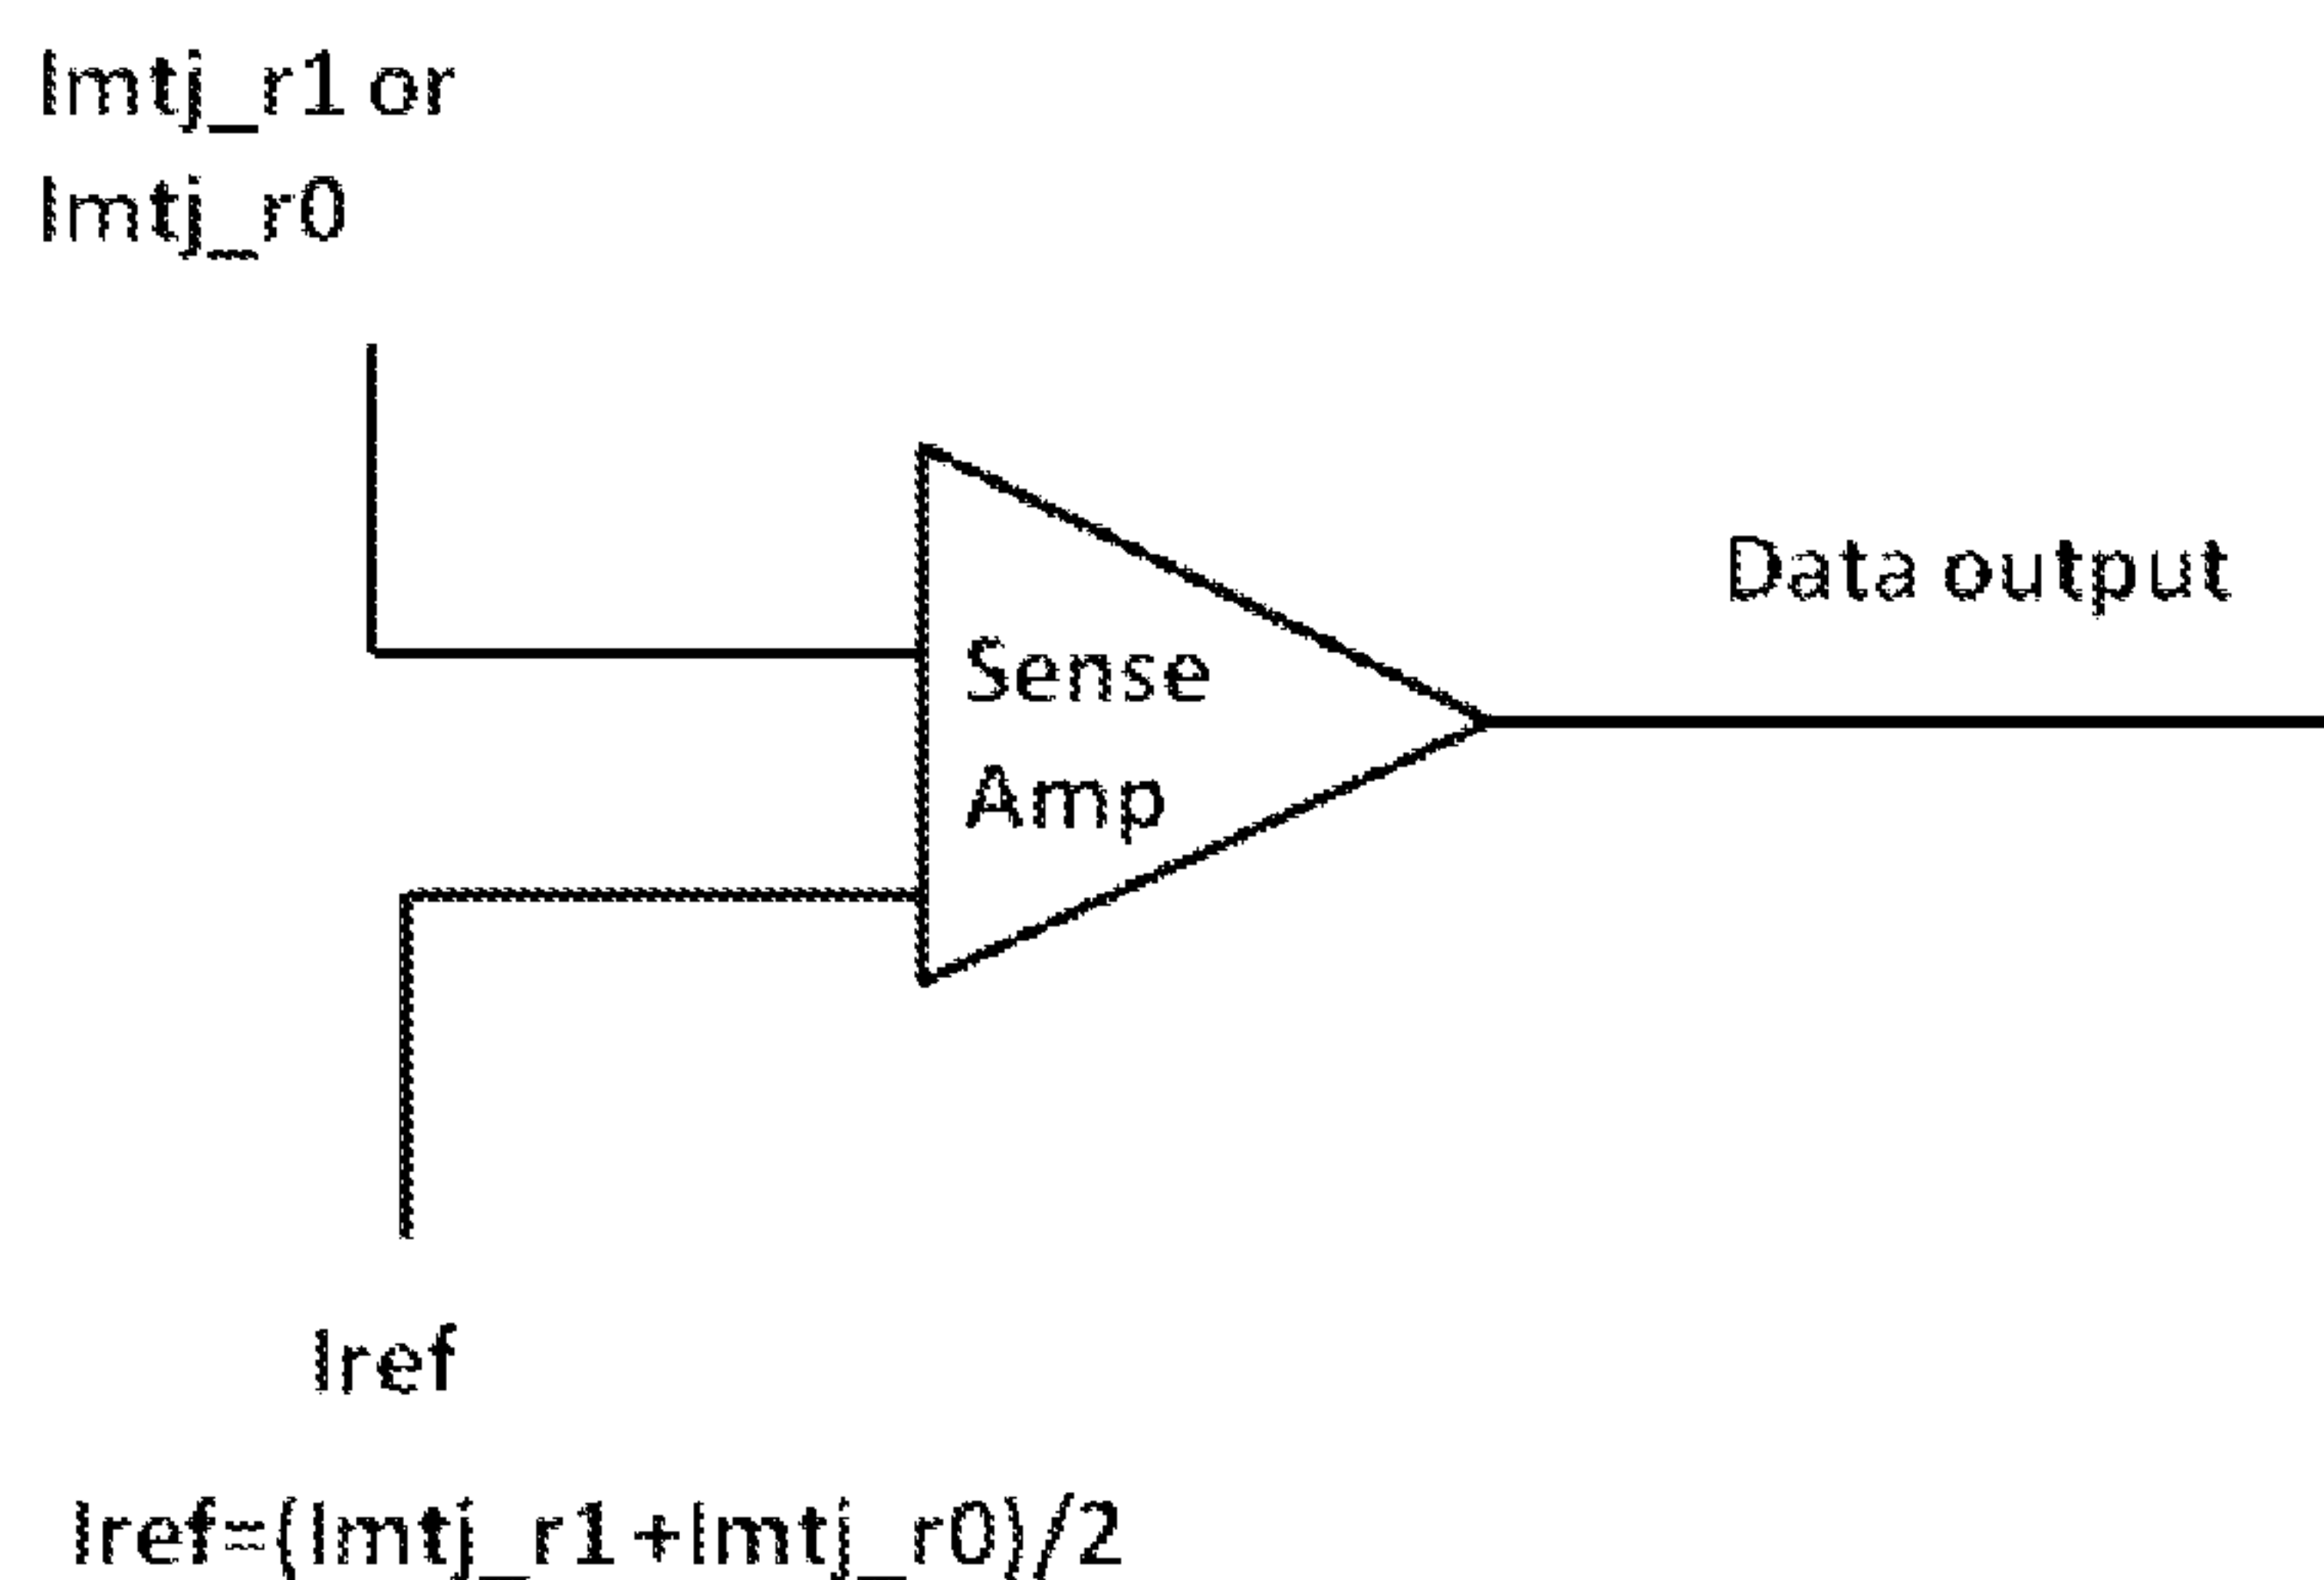 Imtj_r1 or
Imtj_r0
Data output
Sense
Amp
Iref
Iref=(Imtj_r1+Imtj_r0)/2